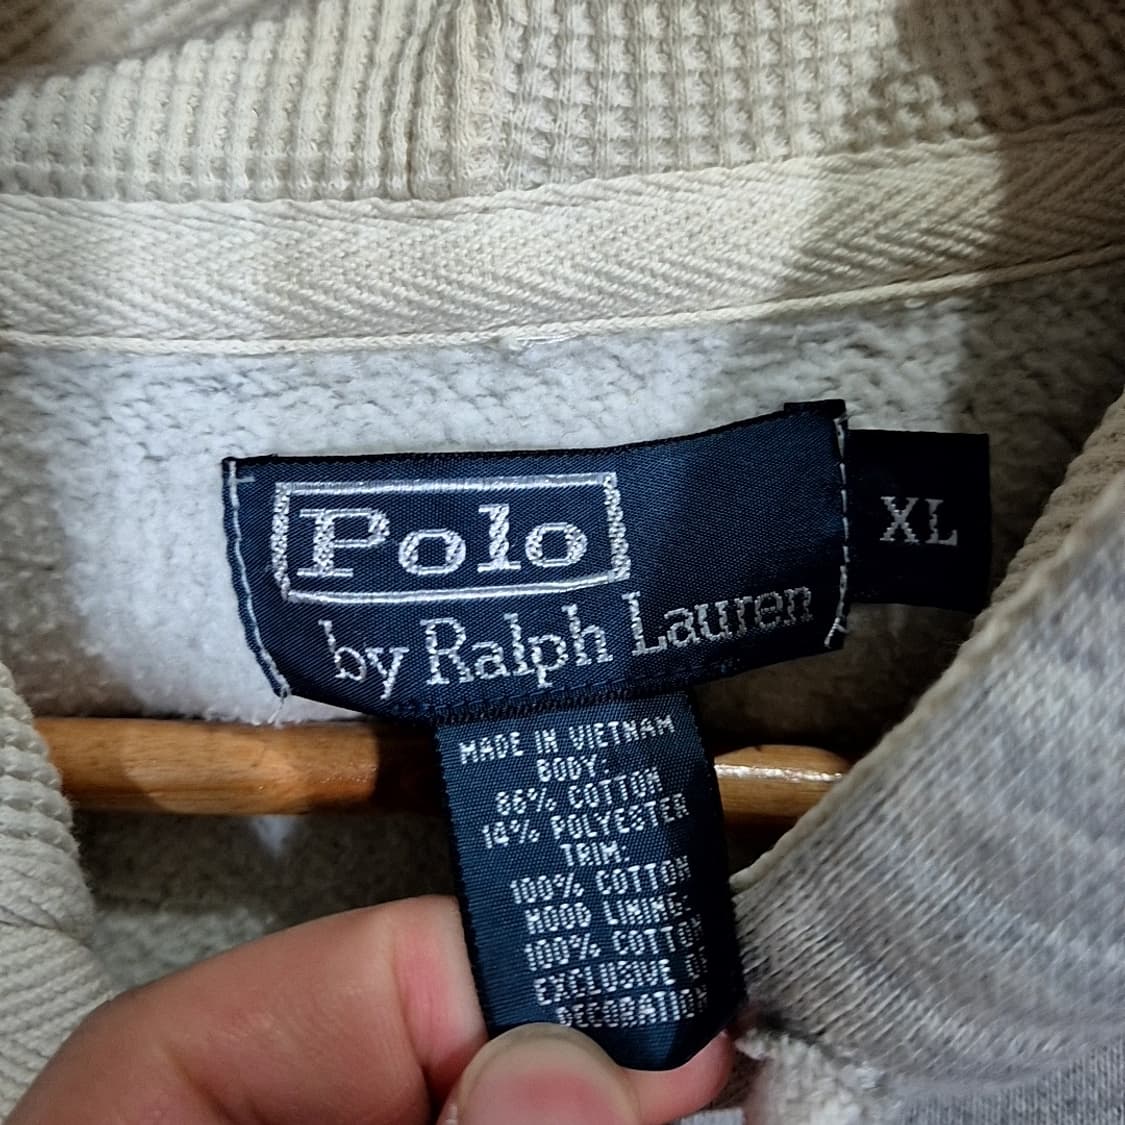 Polo
by Ralph Lauren
XL
MADE IN VIETNAM
BODY:
86% COTTON
14% POLYESTER
TRIM:
100% COTTON
HOOD LINING:
100% COTTON
EXCLUSIVE OF
DECORATION